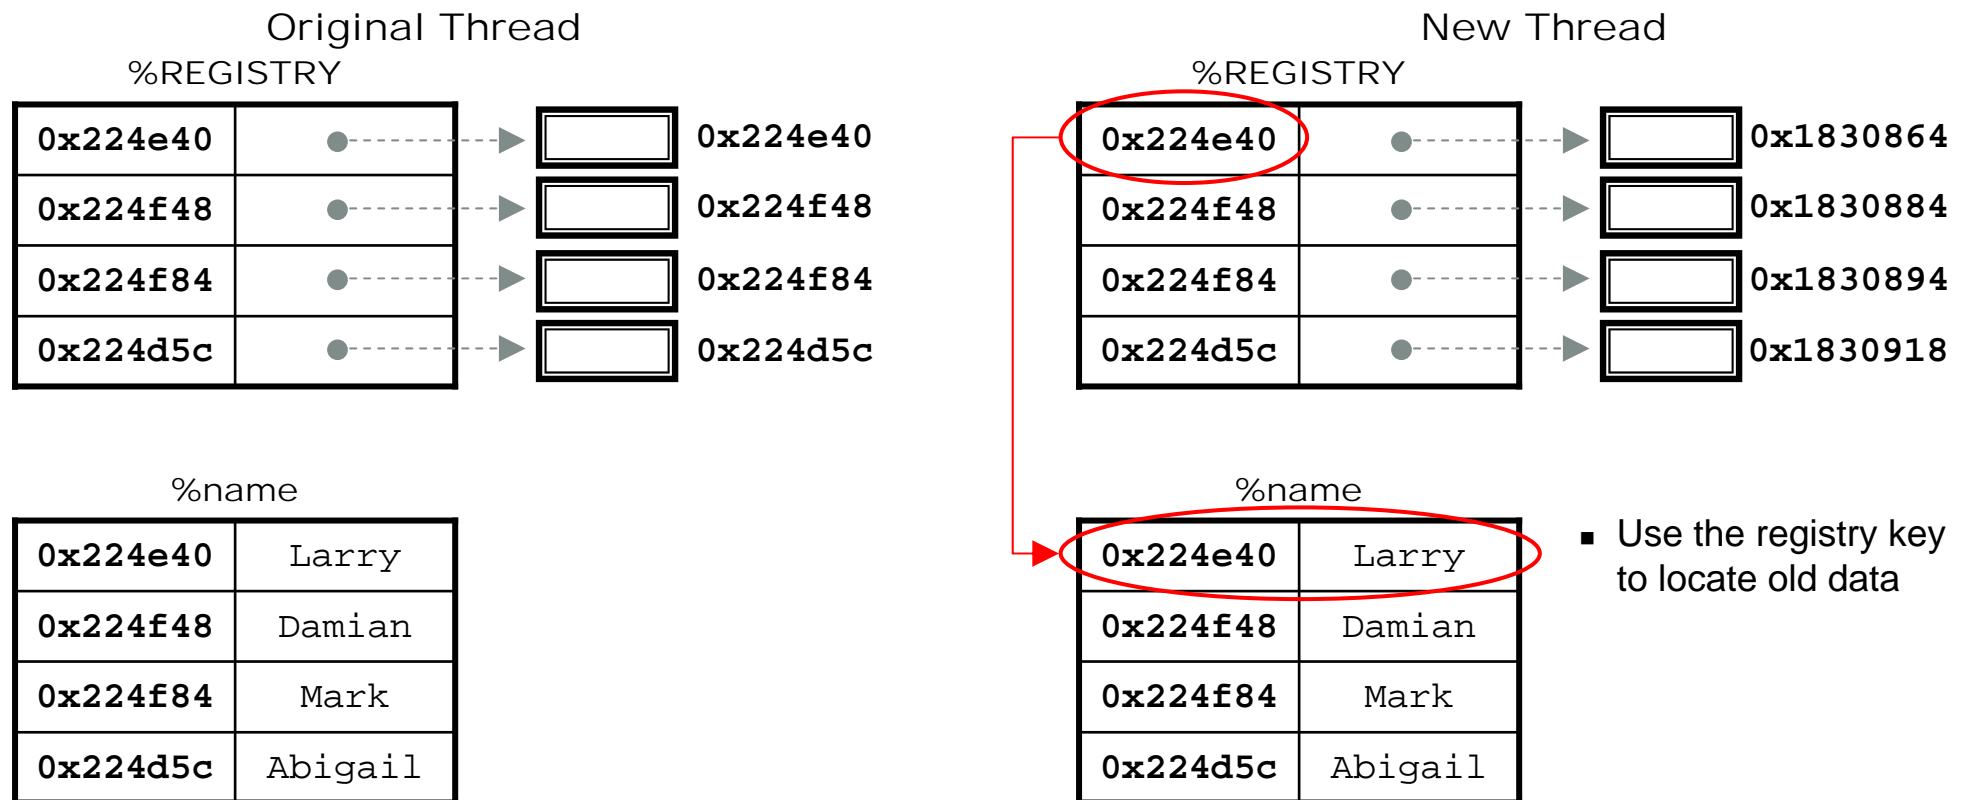 Original Thread
%REGISTRY
0x224e40 0x224e40
0x224f48 0x224f48
0x224f84 0x224f84
0x224d5c 0x224d5c
%name
0x224e40 Larry
0x224f48 Damian
0x224f84 Mark
0x224d5c Abigail
New Thread
%REGISTRY
0x224e40 0x1830864
0x224f48 0x1830884
0x224f84 0x1830894
0x224d5c 0x1830918
%name
0x224e40 Larry
0x224f48 Damian
0x224f84 Mark
0x224d5c Abigail
▪ Use the registry key
to locate old data